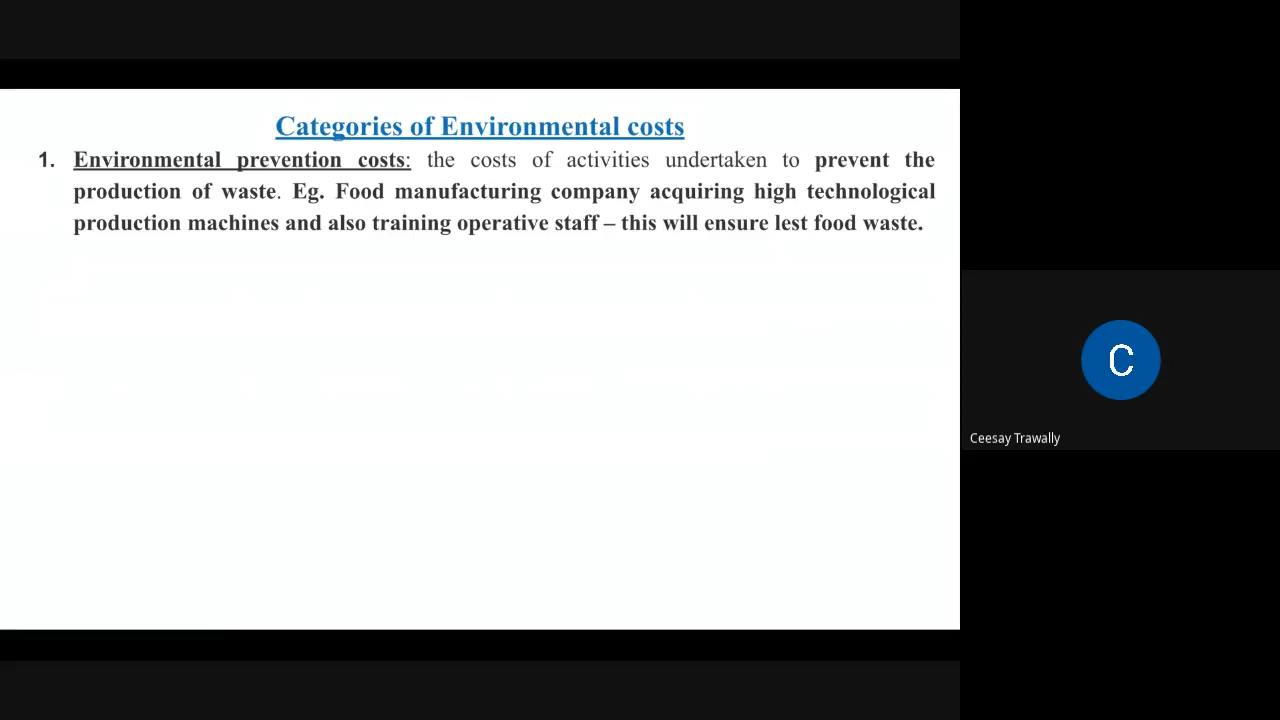 Categories of Environmental costs
1. Environmental prevention costs: the costs of activities undertaken to prevent the
production of waste. Eg. Food manufacturing company acquiring high technological
production machines and also training operative staff – this will ensure lest food waste.
C
Ceesay Trawally